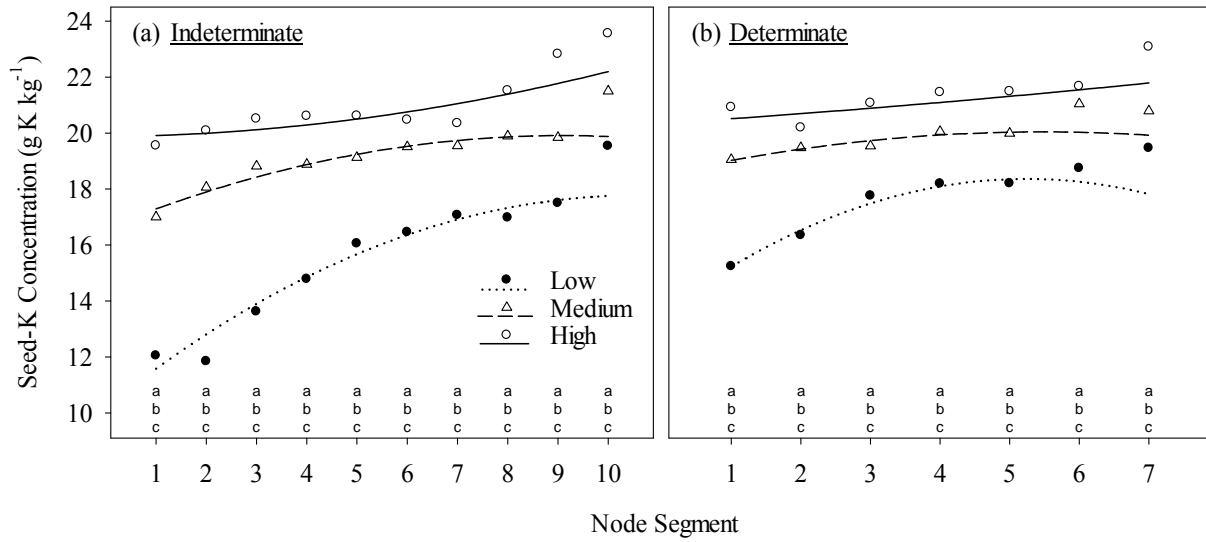 Seed-K Concentration (g K kg-1)
24
22
20
18
16
14
12
10
(a) Indeterminate
Low
Medium
High
a a a a a a a a a a
b b b b b b b b b b
c c c c c c c c c c
1 2 3 4 5 6 7 8 9 10
(b) Determinate
a a a a a a a
b b b b b b b
c c c c c c c
1 2 3 4 5 6 7
Node Segment